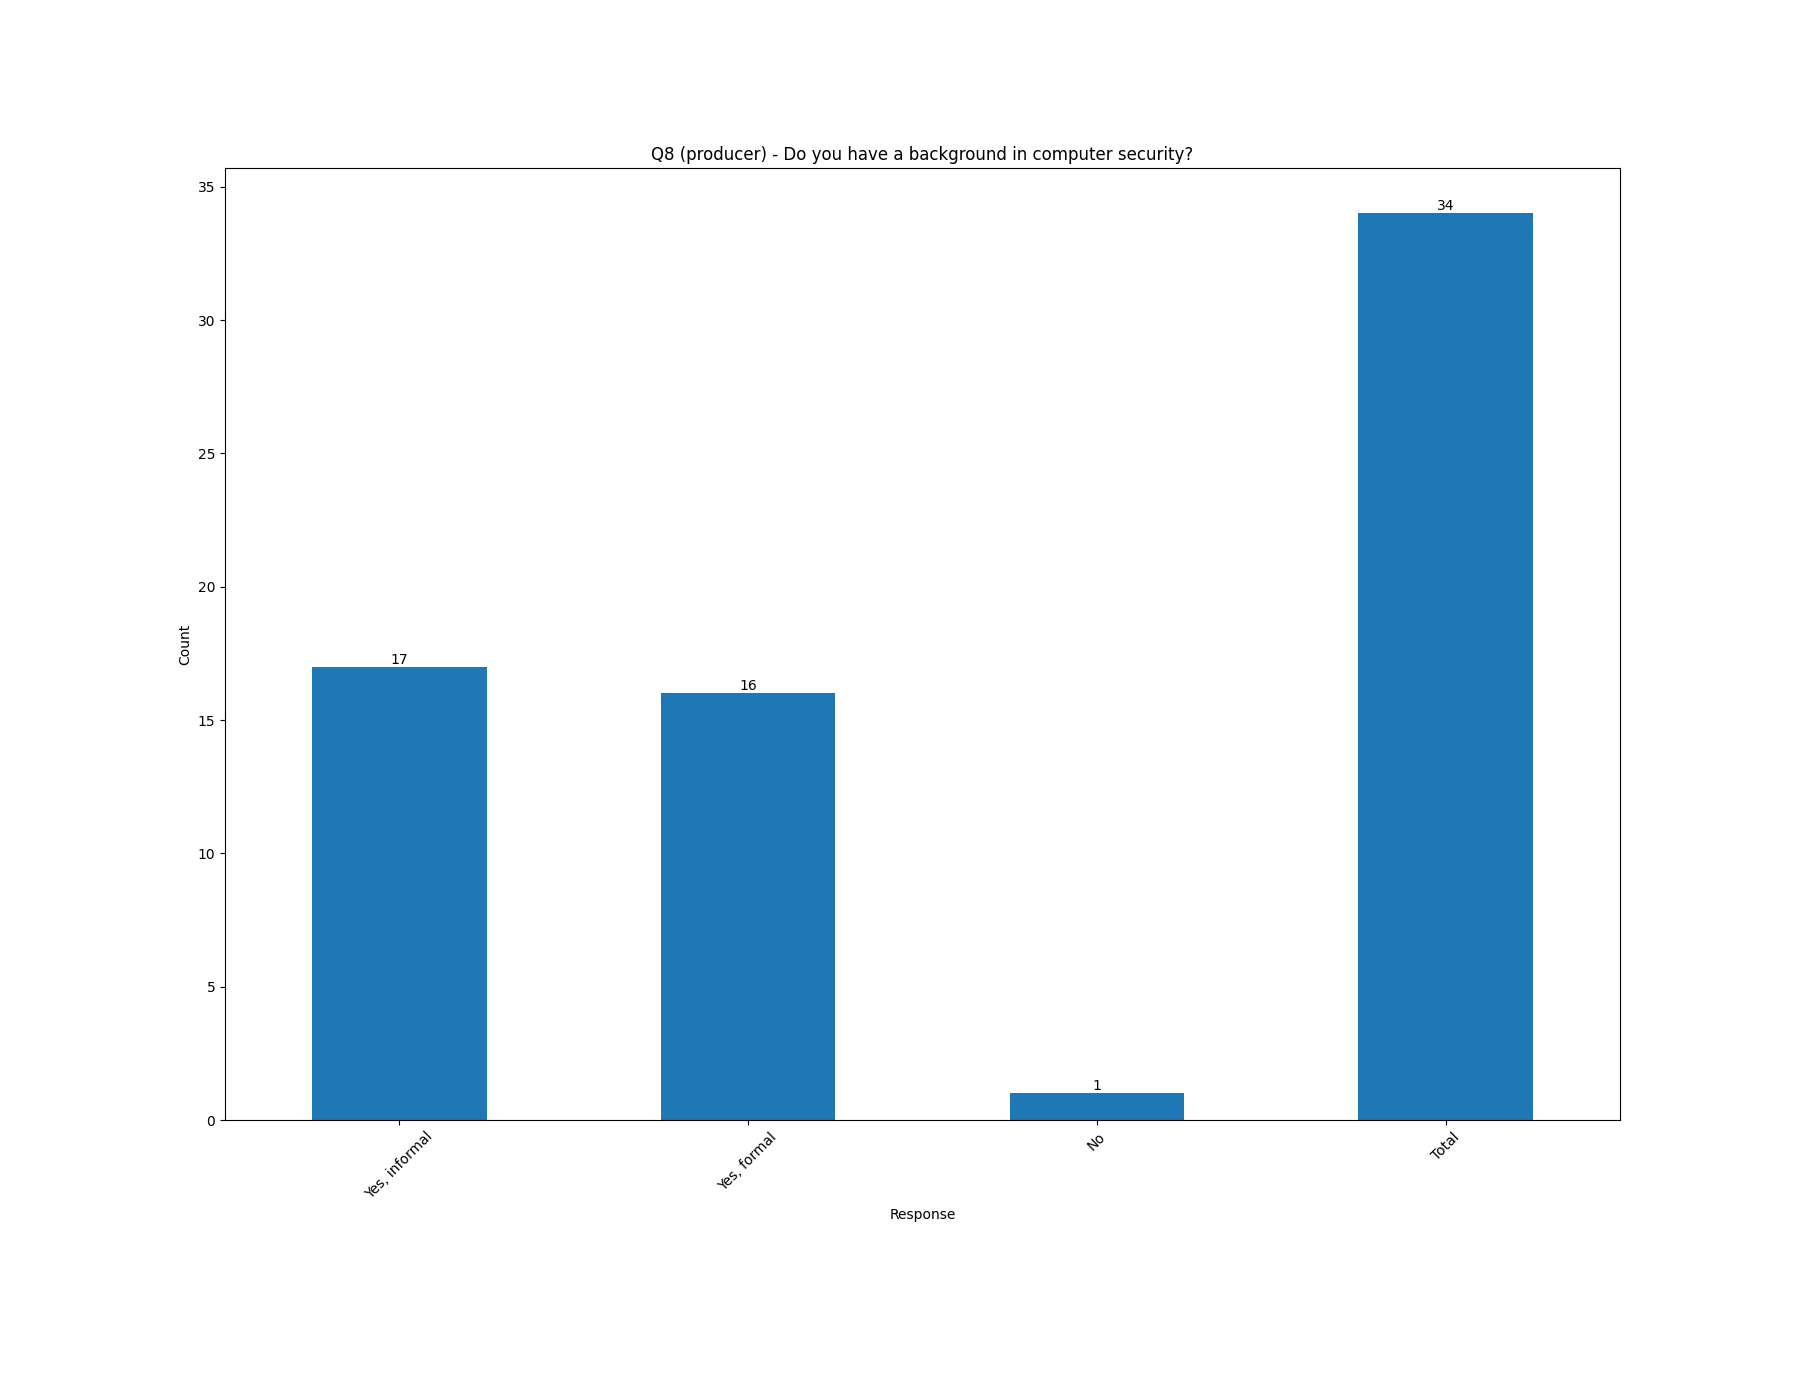 Q8 (producer) - Do you have a background in computer security?
35
30
25
20
15
10
5
0
Count
17
16
1
34
Yes, informal
Yes, formal
No
Total
Response